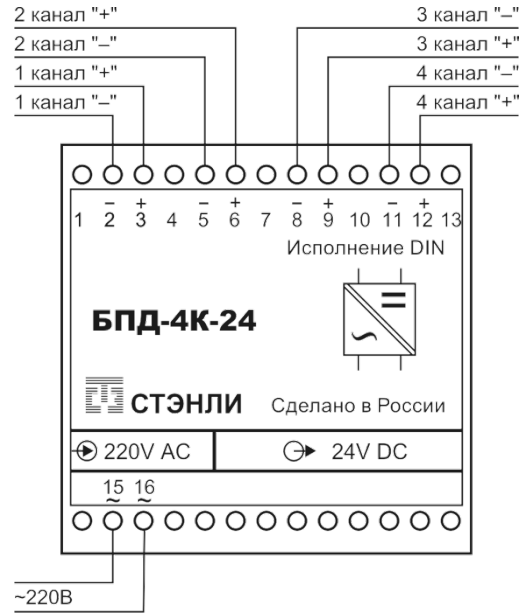 2 канал "+"
2 канал "–"
1 канал "+"
1 канал "–"
3 канал "–"
3 канал "+"
4 канал "–"
4 канал "+"
– + – + – + – +
1 2 3 4 5 6 7 8 9 10 11 12 13
Исполнение DIN
БПД-4К-24
СТЭНЛИ
Сделано в России
220V AC
24V DC
15 16
~ ~
~220В